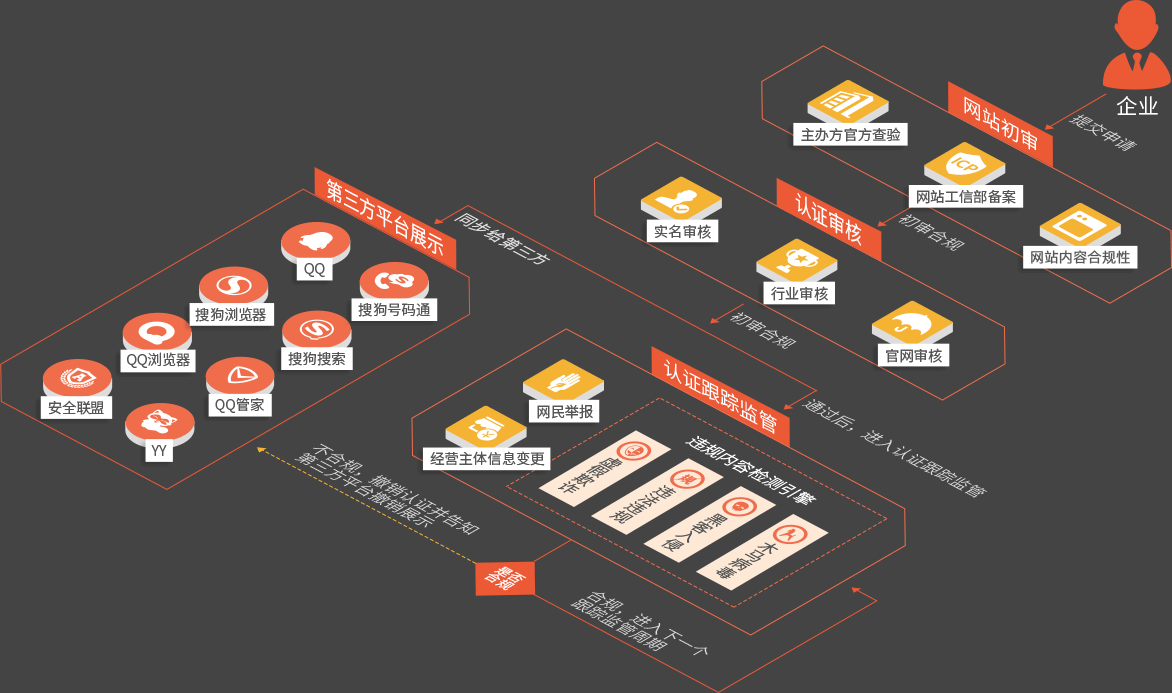 企业
提交申请
网站初审
主办方官方查验
ICP
网站工信部备案
网站内容合规性
初审合规
认证审核
实名审核
行业审核
官网审核
初审合规
同步给第三方
第三方平台展示
QQ
搜狗号码通
搜狗浏览器
搜狗搜索
QQ浏览器
QQ管家
安全联盟
YY
认证跟踪监管
通过后，进入认证跟踪监管
网民举报
经营主体信息变更
违规内容检测引擎
虚假欺诈
违法违规
黑客入侵
木马病毒
不合规，撤销认证并告知
第三方平台撤销展示
是否
合规
合规，进入下一个
跟踪监管周期